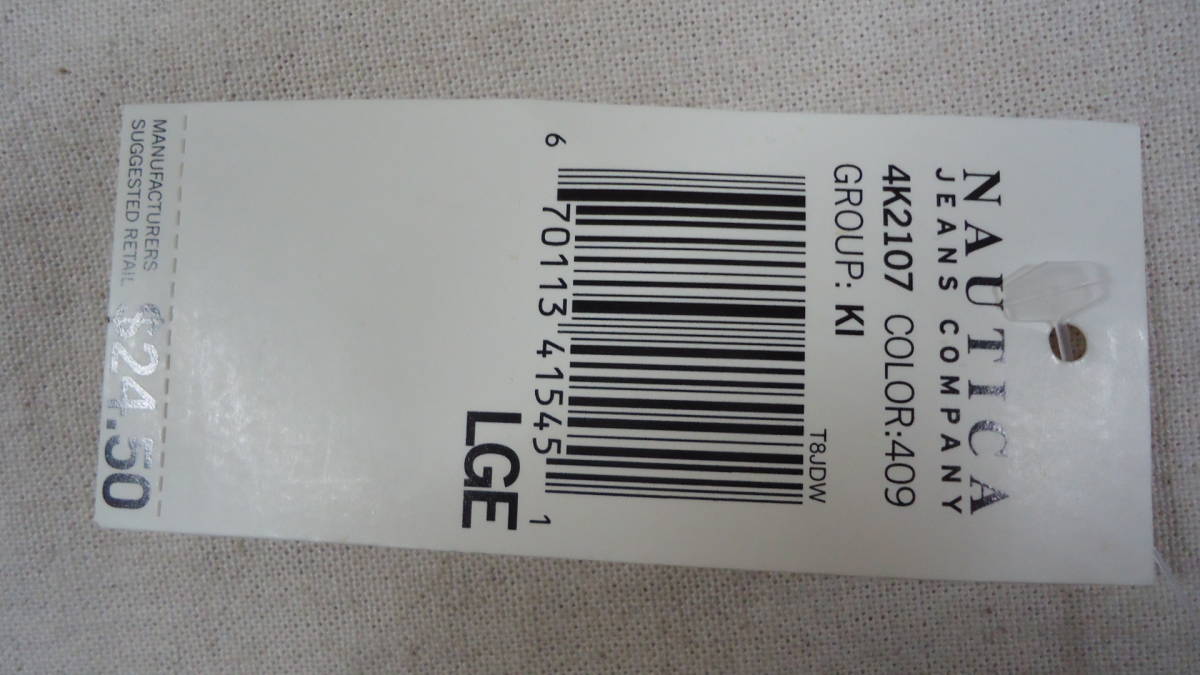 NAUTICA
JEANS COMPANY
4K2107 COLOR:409
GROUP: KI
T8JDW
6 70113 41545 1
LGE
MANUFACTURERS
SUGGESTED RETAIL $24.50